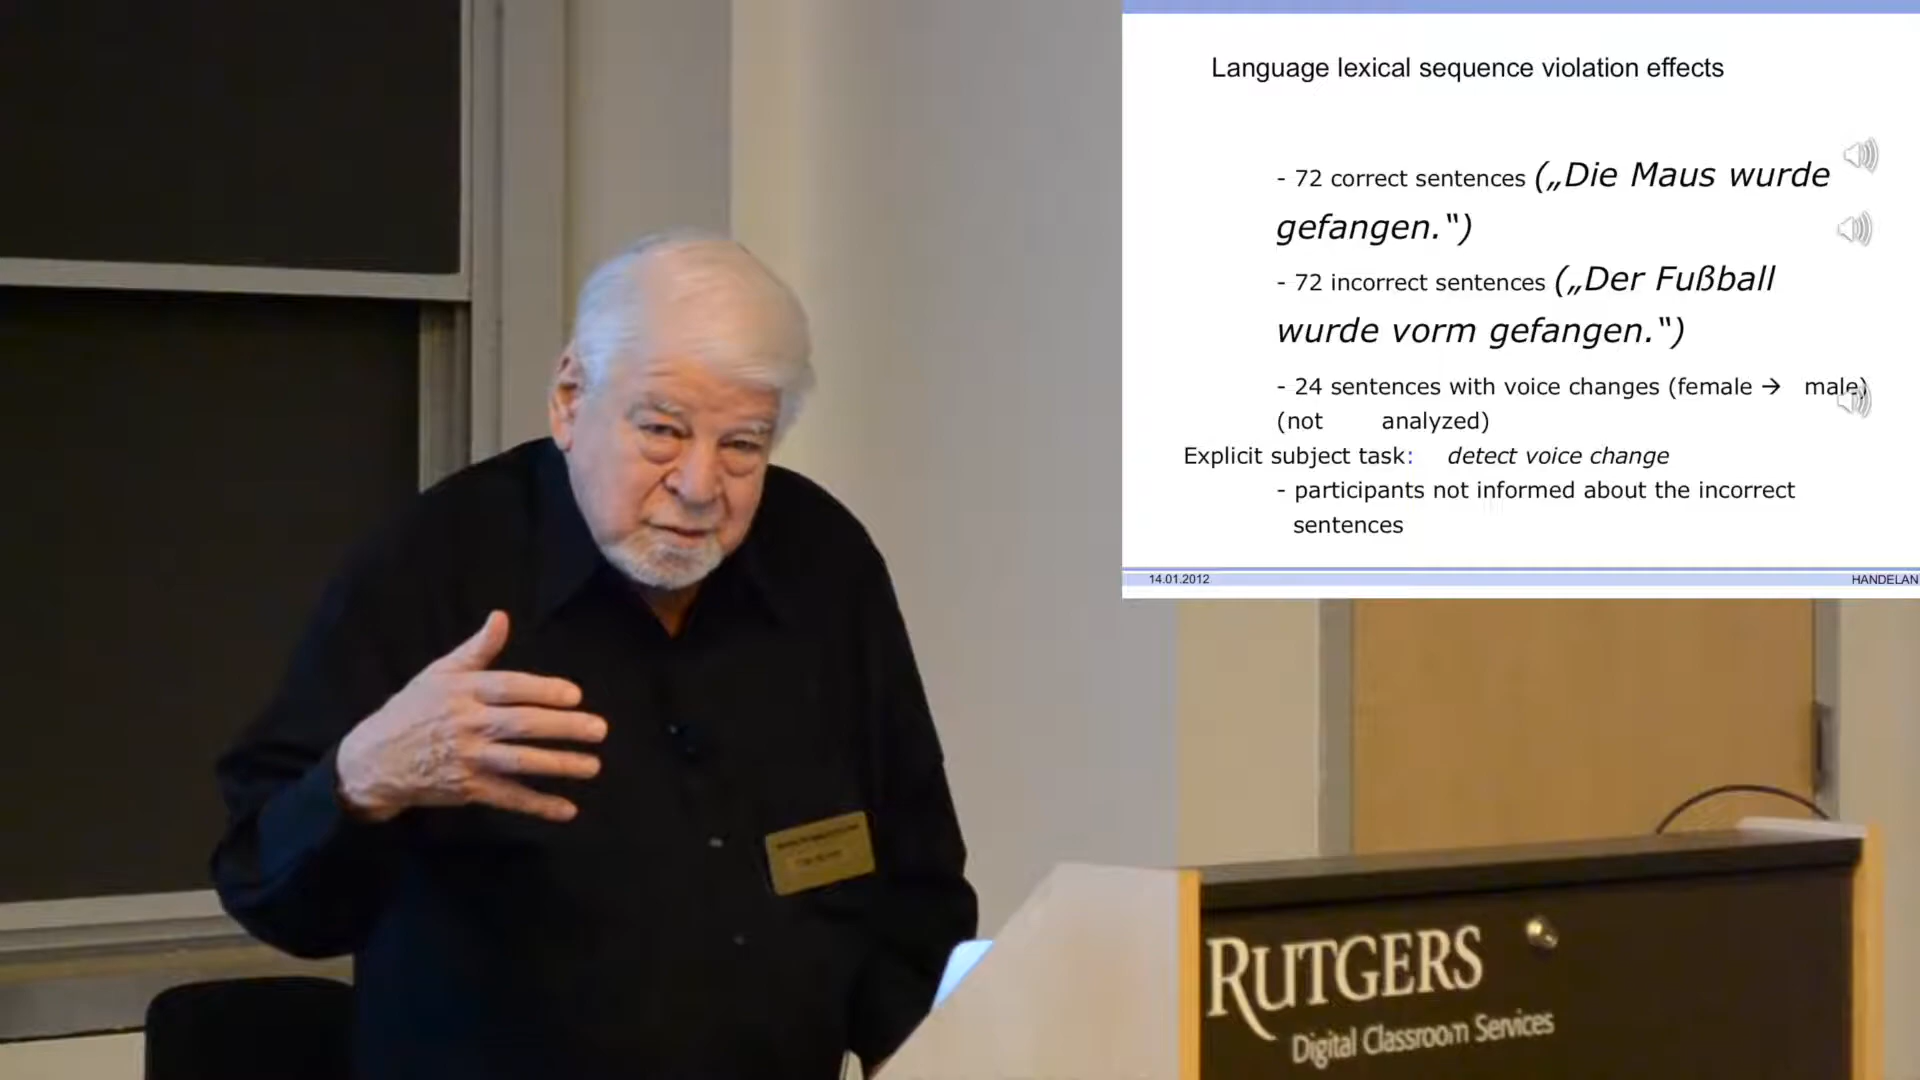 Language lexical sequence violation effects
- 72 correct sentences („Die Maus wurde
gefangen.“)
- 72 incorrect sentences („Der Fußball
wurde vorm gefangen.“)
- 24 sentences with voice changes (female → male)
(not analyzed)
Explicit subject task: detect voice change
- participants not informed about the incorrect
sentences
14.01.2012 HANDELAN
RUTGERS
Digital Classroom Services